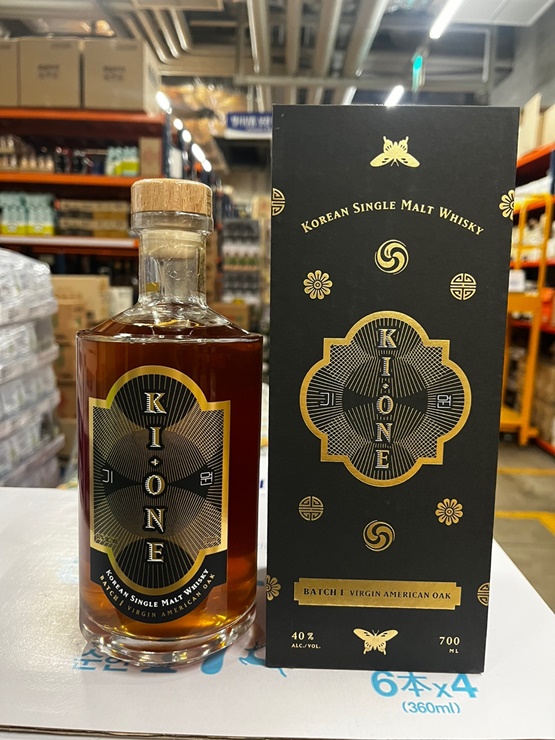 KI·ONE
기 원
KOREAN SINGLE MALT WHISKY
BATCH 1 VIRGIN AMERICAN OAK
KOREAN SINGLE MALT WHISKY
KI·ONE
기 원
BATCH 1 VIRGIN AMERICAN OAK
40%
ALC./VOL.
700
ML
6本x4
(360ml)